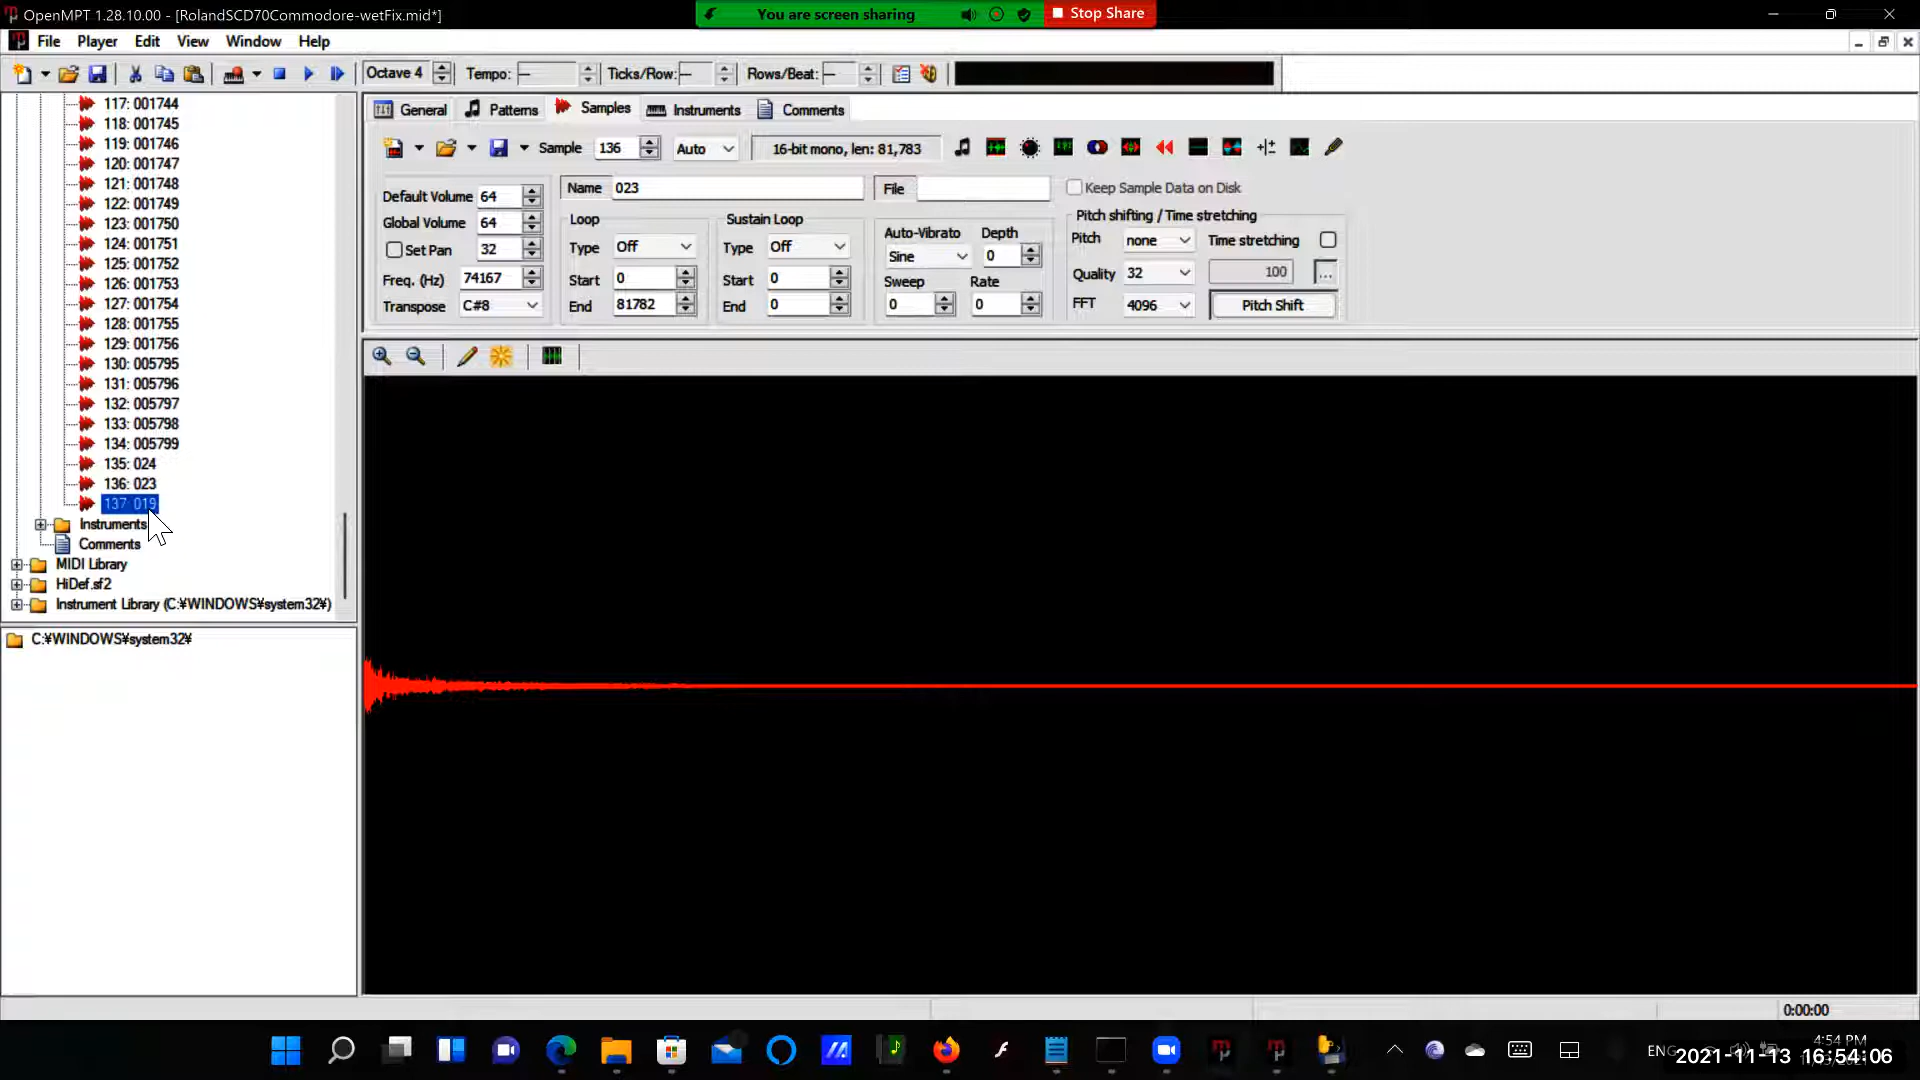 OpenMPT 1.28.10.00 - [RolandSCD70Commodore-wetFix.mid*]
You are screen sharing
Stop Share
File Player Edit View Window Help
Octave 4 Tempo: Ticks/Row: Rows/Beat:
117: 001744
118: 001745
119: 001746
120: 001747
121: 001748
122: 001749
123: 001750
124: 001751
125: 001752
126: 001753
127: 001754
128: 001755
129: 001756
130: 005795
131: 005796
132: 005797
133: 005798
134: 005799
135: 024
136: 023
137: 019
Instruments
Comments
MIDI Library
HiDef.sf2
Instrument Library (C:¥WINDOWS¥system32¥)
C:¥WINDOWS¥system32¥
General Patterns Samples Instruments Comments
Sample 136 Auto 16-bit mono, len: 81,783
Default Volume 64
Global Volume 64
Set Pan 32
Freq. (Hz) 74167
Transpose C#8
Name 023
File
Loop
Type Off
Start 0
End 81782
Sustain Loop
Type Off
Start 0
End 0
Auto-Vibrato Depth
Sine 0
Sweep Rate
0 0
Keep Sample Data on Disk
Pitch shifting / Time stretching
Pitch none Time stretching
Quality 32 100 ...
FFT 4096 Pitch Shift
0:00:00
ENG
4:54 PM
2021-11-13 16:54:06